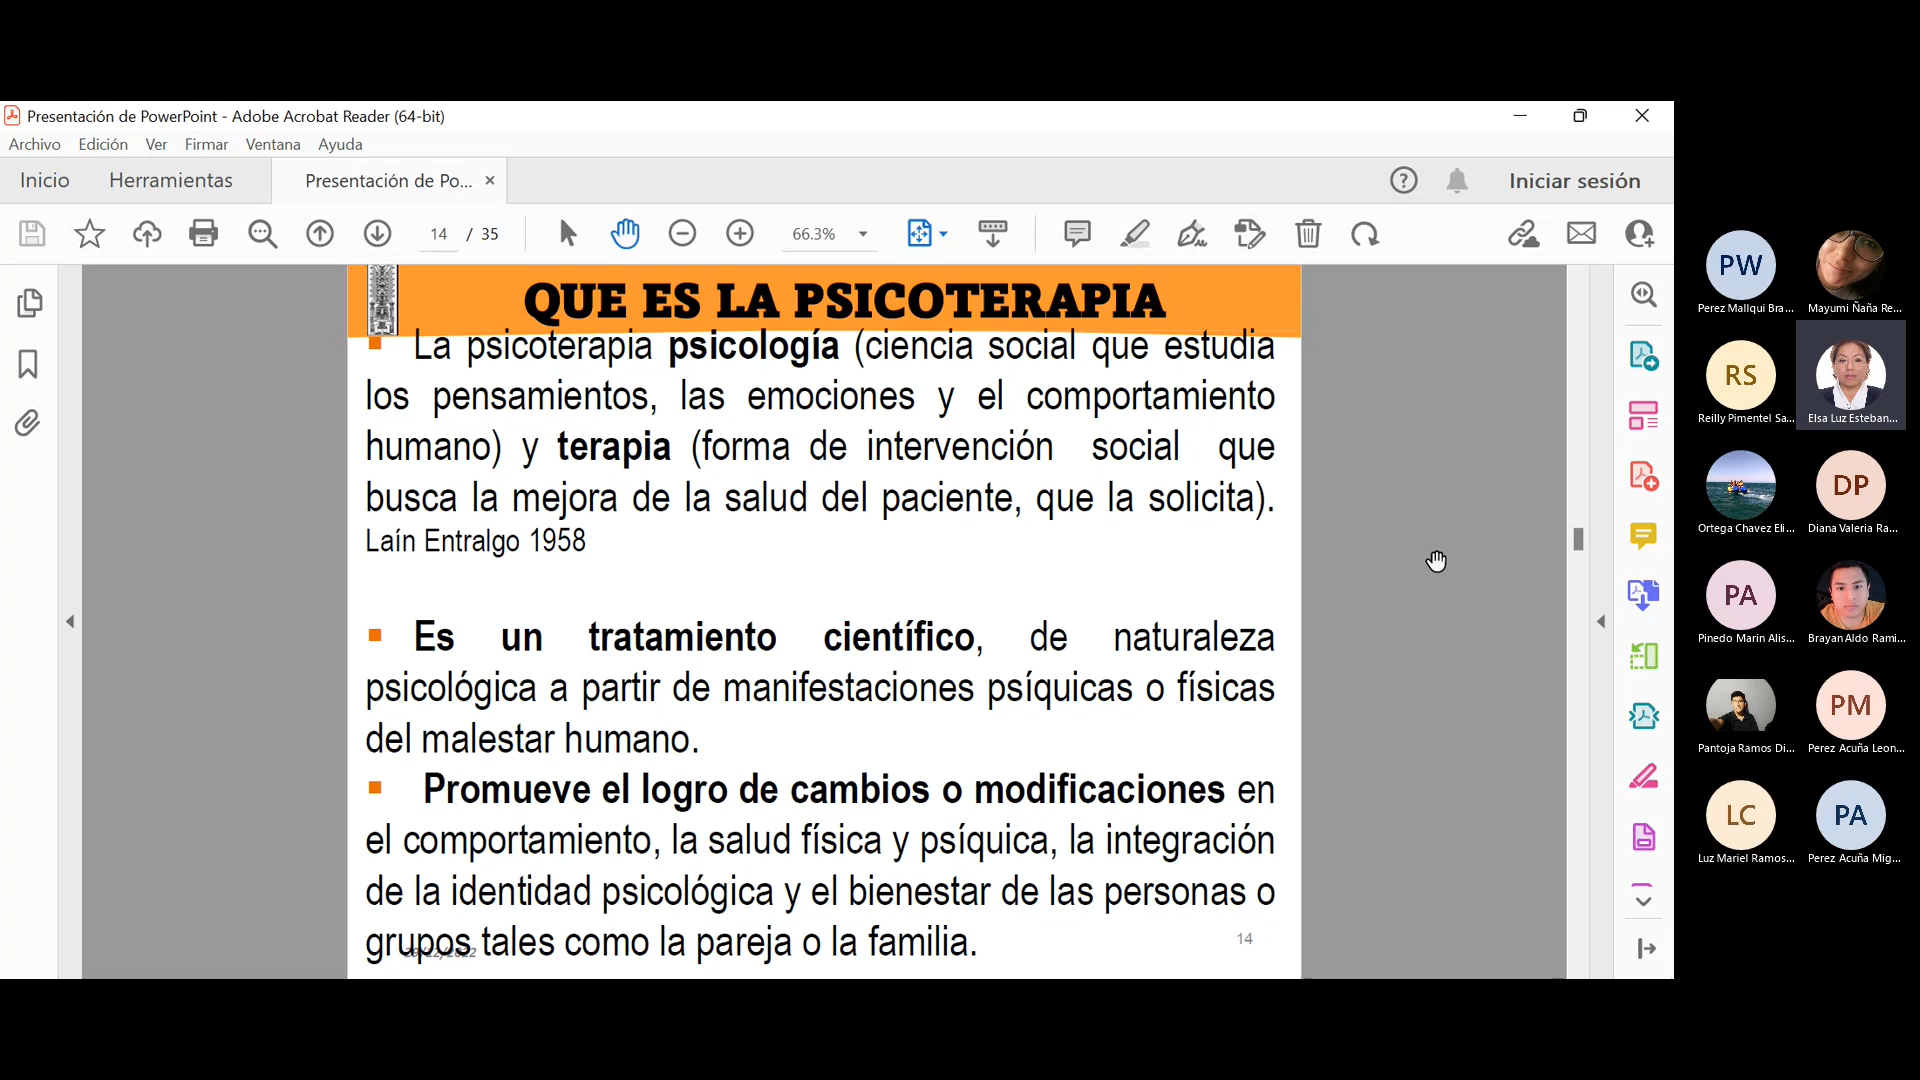 Presentación de PowerPoint - Adobe Acrobat Reader (64-bit)
Archivo Edición Ver Firmar Ventana Ayuda
Inicio Herramientas Presentación de Po... × Iniciar sesión
14 / 35 66.3%
QUE ES LA PSICOTERAPIA
La psicoterapia psicología (ciencia social que estudia
los pensamientos, las emociones y el comportamiento
humano) y terapia (forma de intervención social que
busca la mejora de la salud del paciente, que la solicita).
Laín Entralgo 1958
Es un tratamiento científico, de naturaleza
psicológica a partir de manifestaciones psíquicas o físicas
del malestar humano.
Promueve el logro de cambios o modificaciones en
el comportamiento, la salud física y psíquica, la integración
de la identidad psicológica y el bienestar de las personas o
grupos tales como la pareja o la familia.
29/12/2022 14
PW
Perez Mallqui Bra... Mayumi Ñaña Re...
RS
Reilly Pimentel Sa... Elsa Luz Esteban...
DP
Ortega Chavez Eli... Diana Valeria Ra...
PA
Pinedo Marin Alis... Brayan Aldo Rami...
PM
Pantoja Ramos Di... Perez Acuña Leon...
LC PA
Luz Mariel Ramos... Perez Acuña Mig...